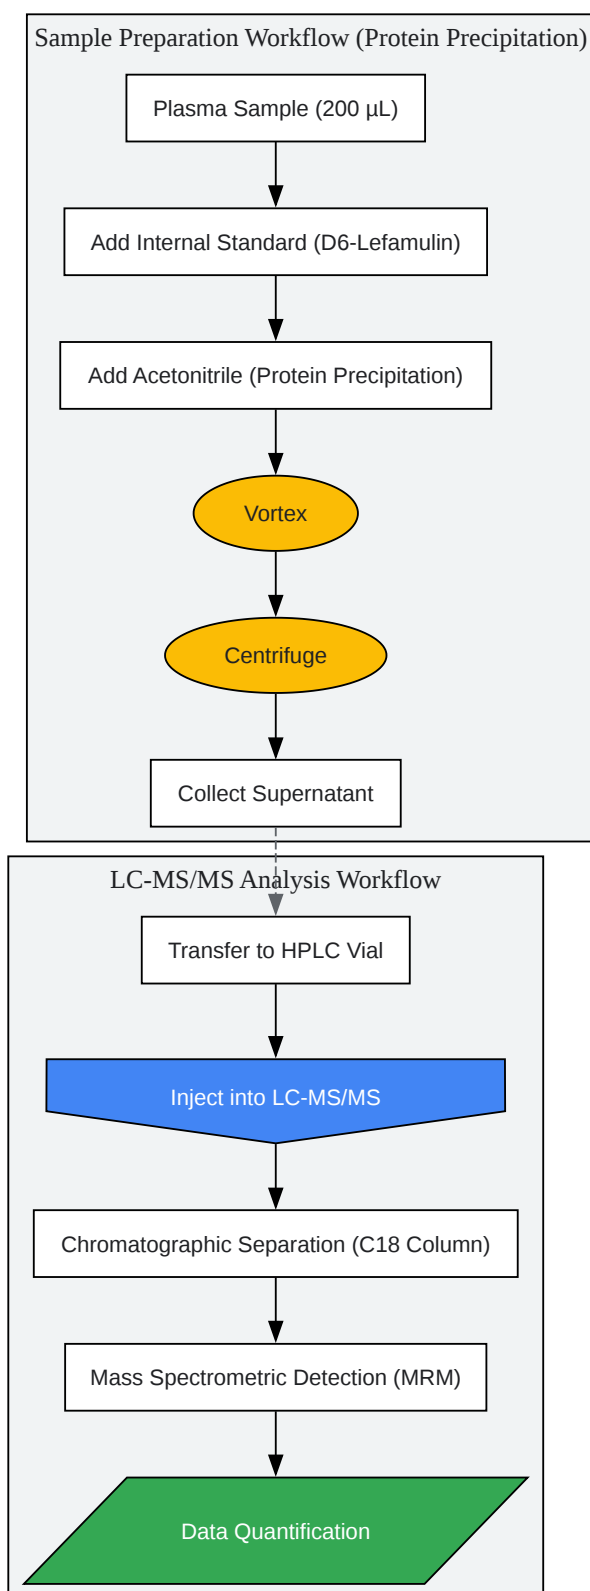 Sample Preparation Workflow (Protein Precipitation)
Plasma Sample (200 µL)
Add Internal Standard (D6-Lefamulin)
Add Acetonitrile (Protein Precipitation)
Vortex
Centrifuge
Collect Supernatant
LC-MS/MS Analysis Workflow
Transfer to HPLC Vial
Inject into LC-MS/MS
Chromatographic Separation (C18 Column)
Mass Spectrometric Detection (MRM)
Data Quantification